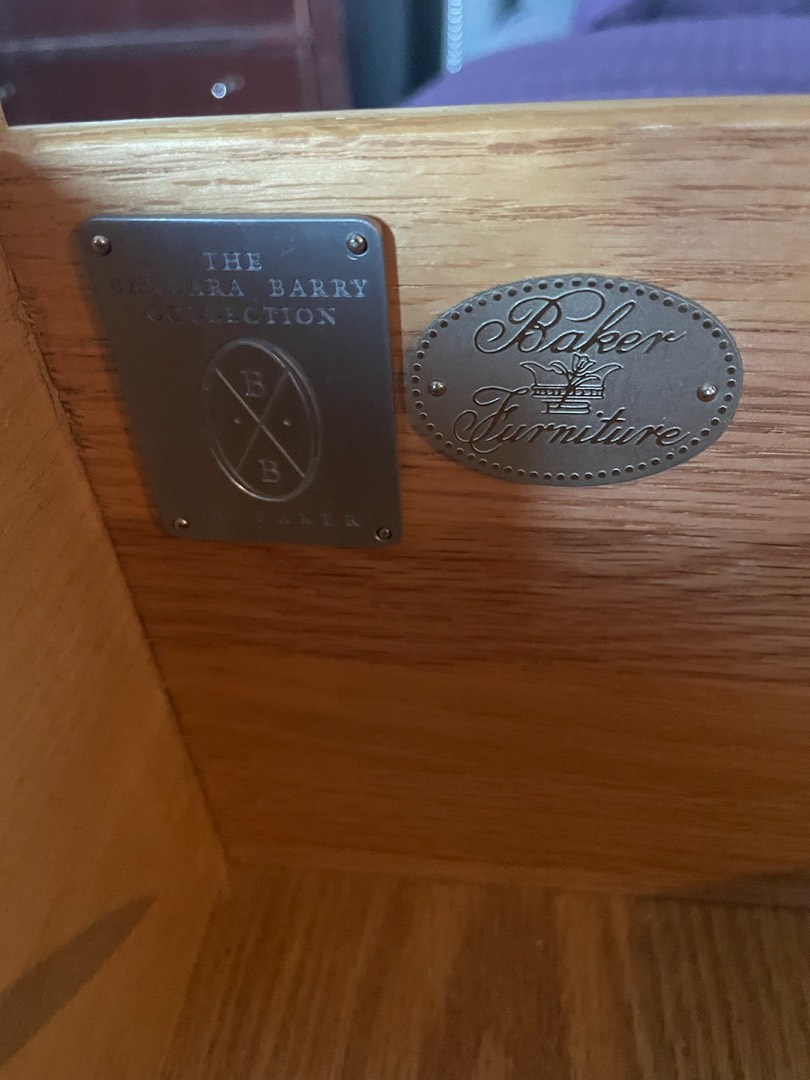 THE
BARBARA BARRY
COLLECTION
B
B
BAKER
Baker
Furniture